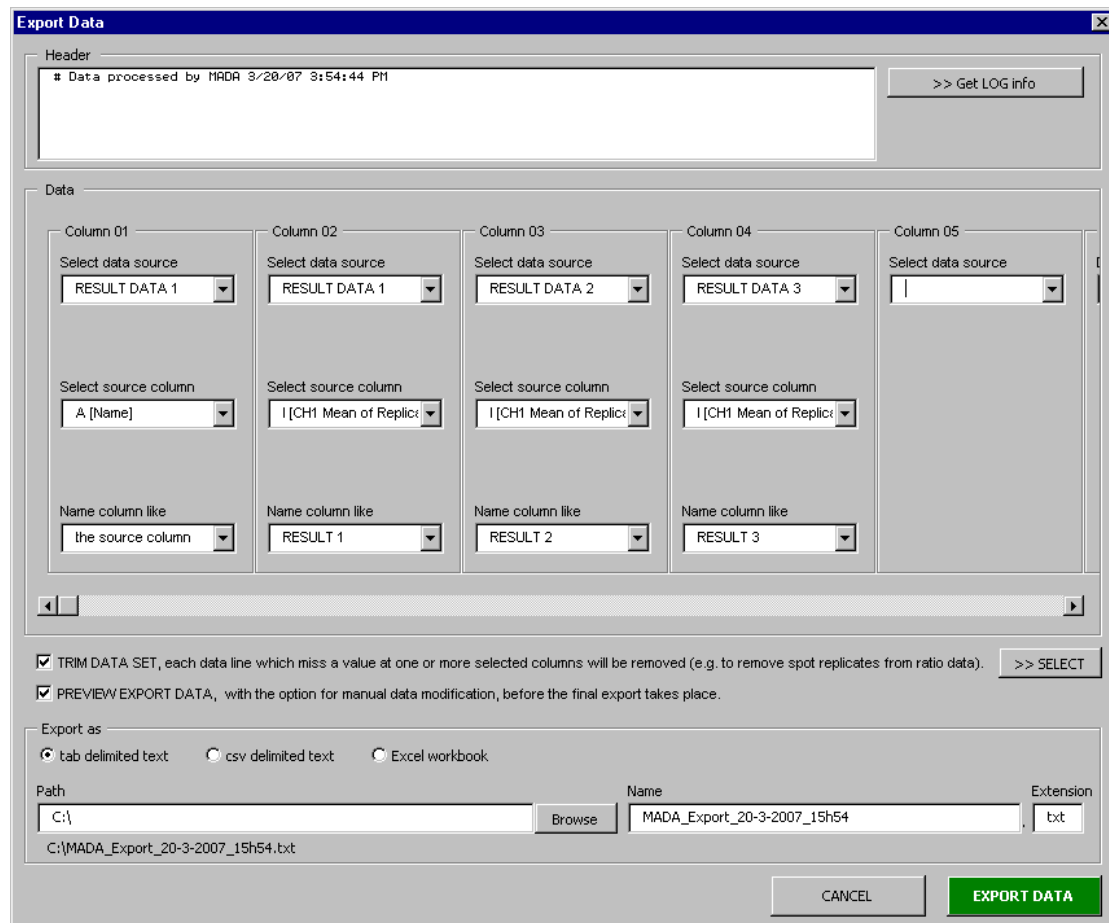 Export Data
Header
# Data processed by MADA 3/20/07 3:54:44 PM
>> Get LOG info
Data
Column 01 Column 02 Column 03 Column 04 Column 05
Select data source Select data source Select data source Select data source Select data source
RESULT DATA 1 RESULT DATA 1 RESULT DATA 2 RESULT DATA 3
Select source column Select source column Select source column Select source column
A [Name] I [CH1 Mean of Replica I [CH1 Mean of Replica I [CH1 Mean of Replica
Name column like Name column like Name column like Name column like
the source column RESULT 1 RESULT 2 RESULT 3
TRIM DATA SET, each data line which miss a value at one or more selected columns will be removed (e.g. to remove spot replicates from ratio data). >> SELECT
PREVIEW EXPORT DATA, with the option for manual data modification, before the final export takes place.
Export as
tab delimited text csv delimited text Excel workbook
Path Name Extension
C:\ Browse MADA_Export_20-3-2007_15h54 . txt
C:\MADA_Export_20-3-2007_15h54.txt
CANCEL EXPORT DATA